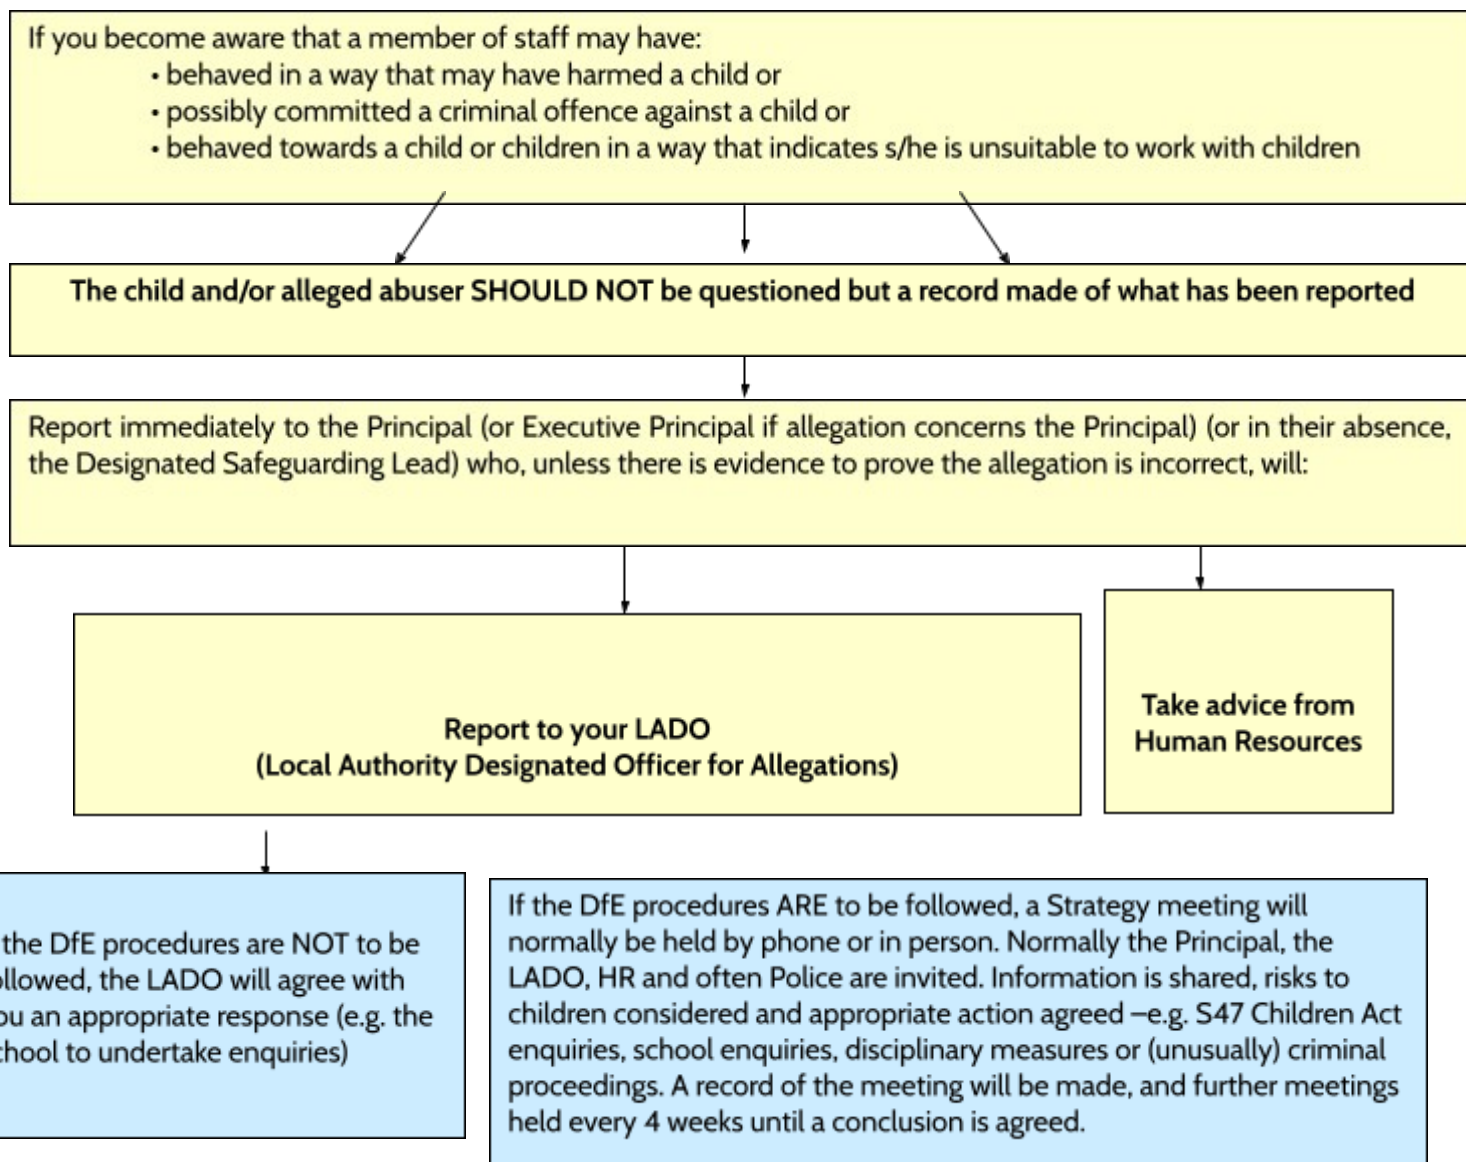 If you become aware that a member of staff may have:
• behaved in a way that may have harmed a child or
• possibly committed a criminal offence against a child or
• behaved towards a child or children in a way that indicates s/he is unsuitable to work with children
The child and/or alleged abuser SHOULD NOT be questioned but a record made of what has been reported
Report immediately to the Principal (or Executive Principal if allegation concerns the Principal) (or in their absence,
the Designated Safeguarding Lead) who, unless there is evidence to prove the allegation is incorrect, will:
Report to your LADO
(Local Authority Designated Officer for Allegations)
Take advice from
Human Resources
the DfE procedures are NOT to be
ollowed, the LADO will agree with
ou an appropriate response (e.g. the
chool to undertake enquiries)
If the DfE procedures ARE to be followed, a Strategy meeting will
normally be held by phone or in person. Normally the Principal, the
LADO, HR and often Police are invited. Information is shared, risks to
children considered and appropriate action agreed –e.g. S47 Children Act
enquiries, school enquiries, disciplinary measures or (unusually) criminal
proceedings. A record of the meeting will be made, and further meetings
held every 4 weeks until a conclusion is agreed.